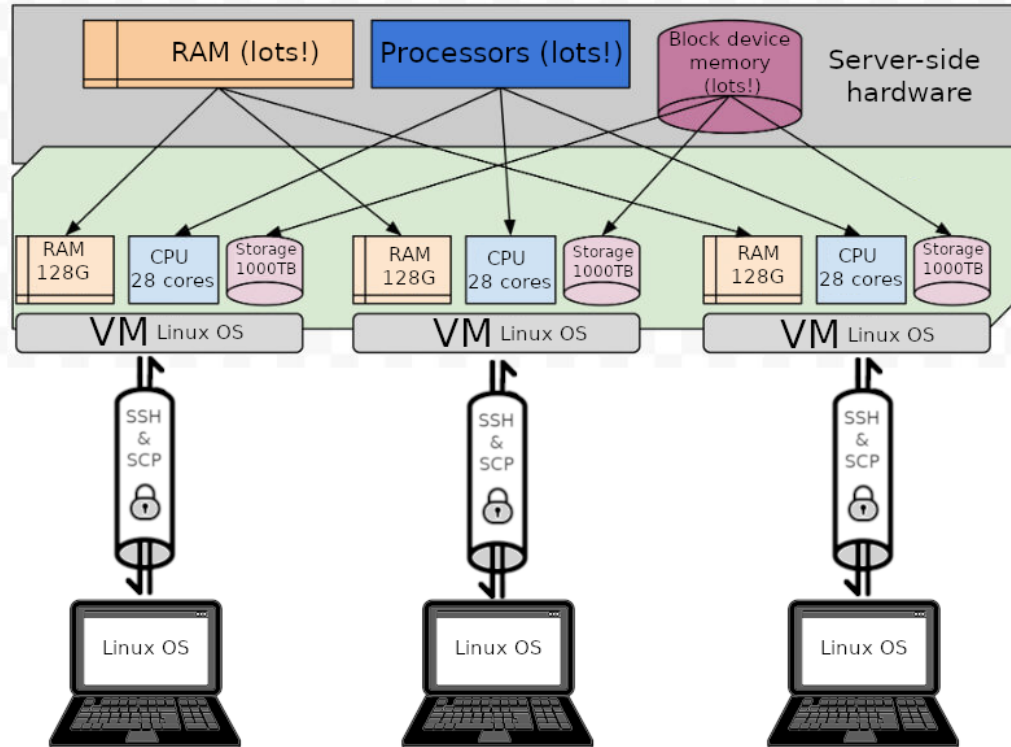 RAM (lots!)
Processors (lots!)
Block device
memory
(lots!)
Server-side
hardware
RAM
128G
CPU
28 cores
Storage
1000TB
RAM
128G
CPU
28 cores
Storage
1000TB
RAM
128G
CPU
28 cores
Storage
1000TB
VM Linux OS
VM Linux OS
VM Linux OS
SSH
&
SCP
SSH
&
SCP
SSH
&
SCP
Linux OS
Linux OS
Linux OS